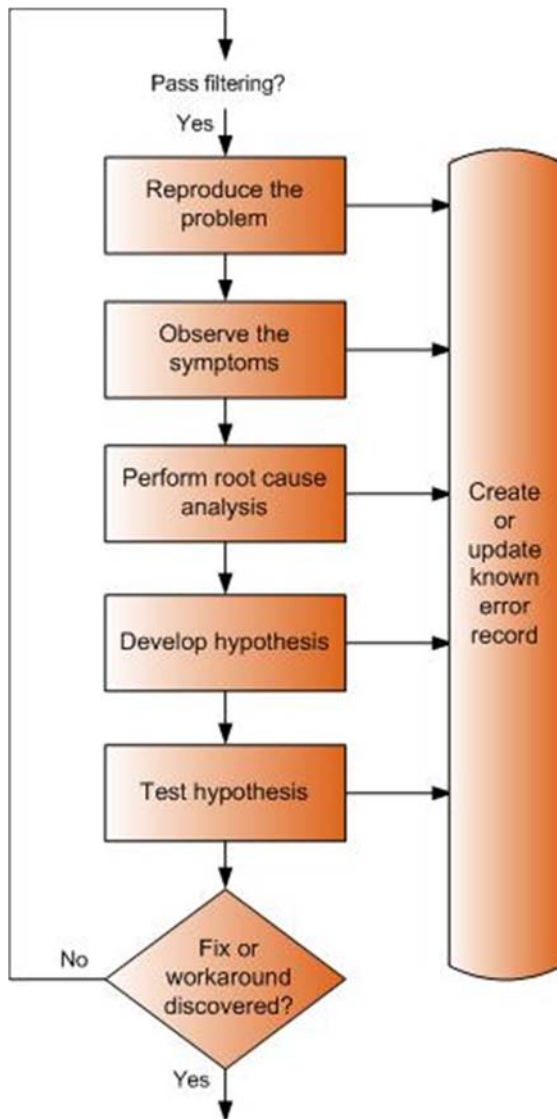 Pass filtering?
Yes
Reproduce the
problem
Observe the
symptoms
Perform root cause
analysis
Develop hypothesis
Test hypothesis
Create
or
update
known
error
record
No
Fix or
workaround
discovered?
Yes